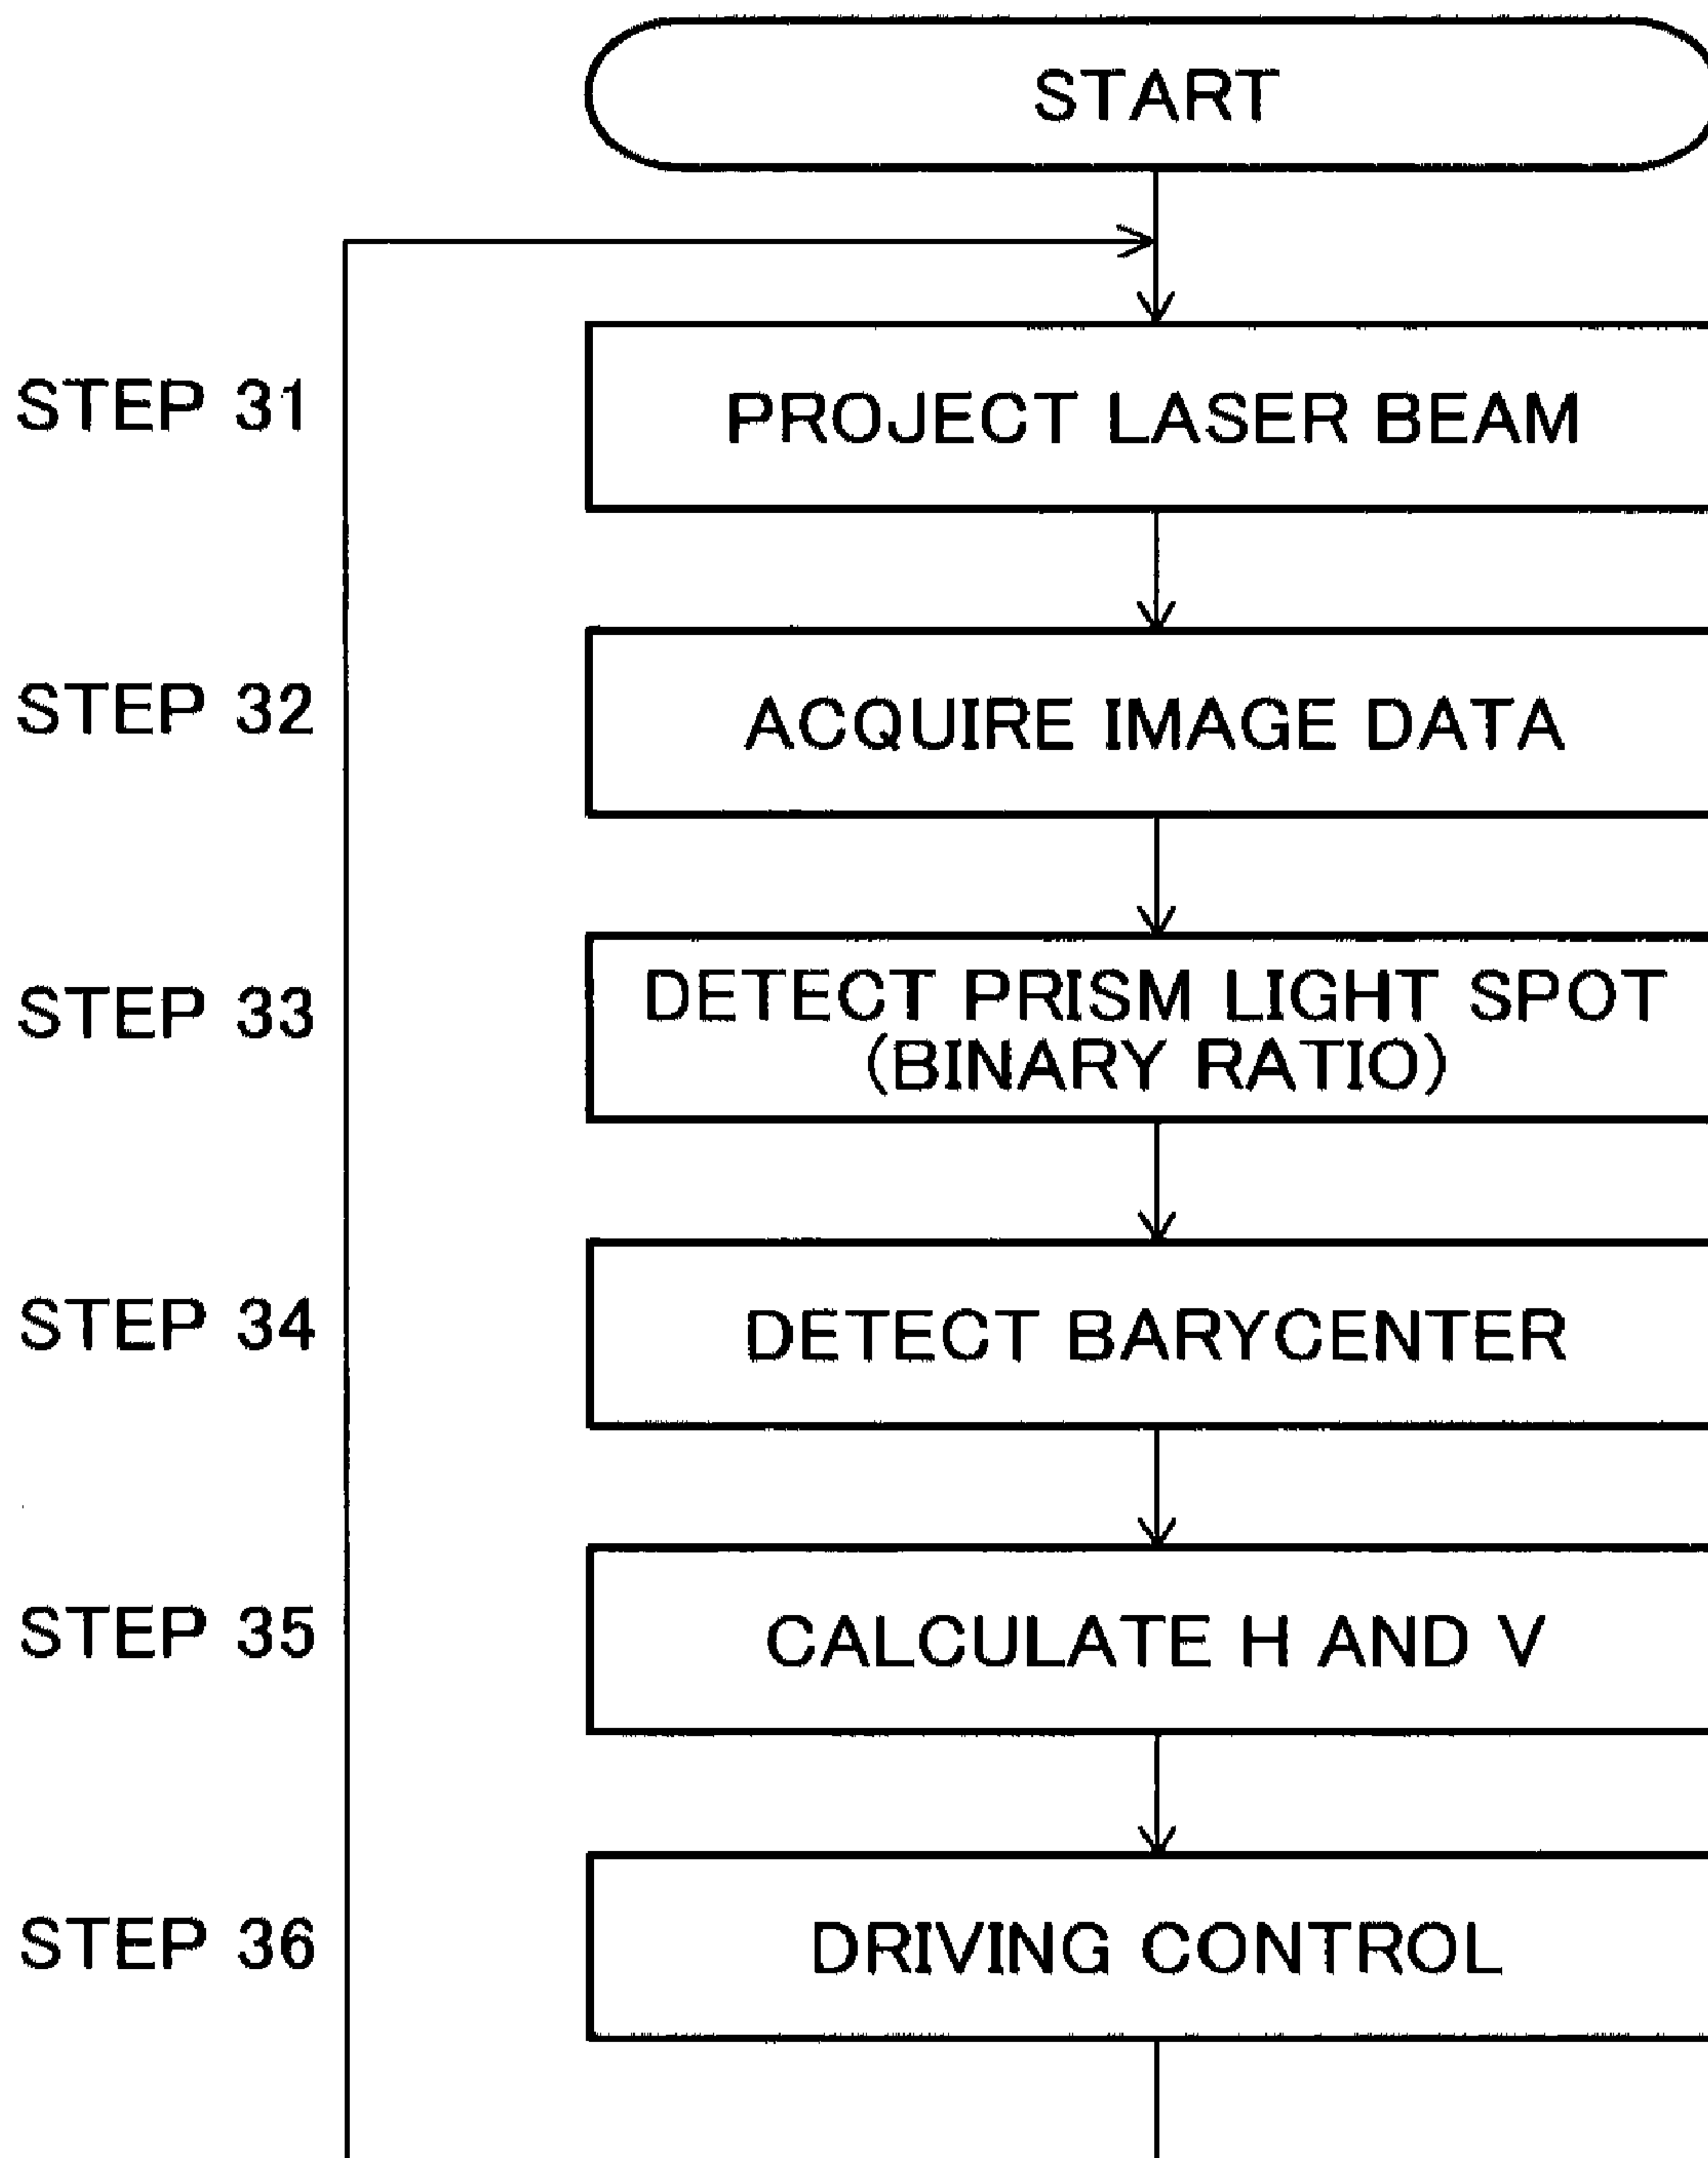 START
STEP 31
PROJECT LASER BEAM
STEP 32
ACQUIRE IMAGE DATA
STEP 33
DETECT PRISM LIGHT SPOT
(BINARY RATIO)
STEP 34
DETECT BARYCENTER
STEP 35
CALCULATE H AND V
STEP 36
DRIVING CONTROL